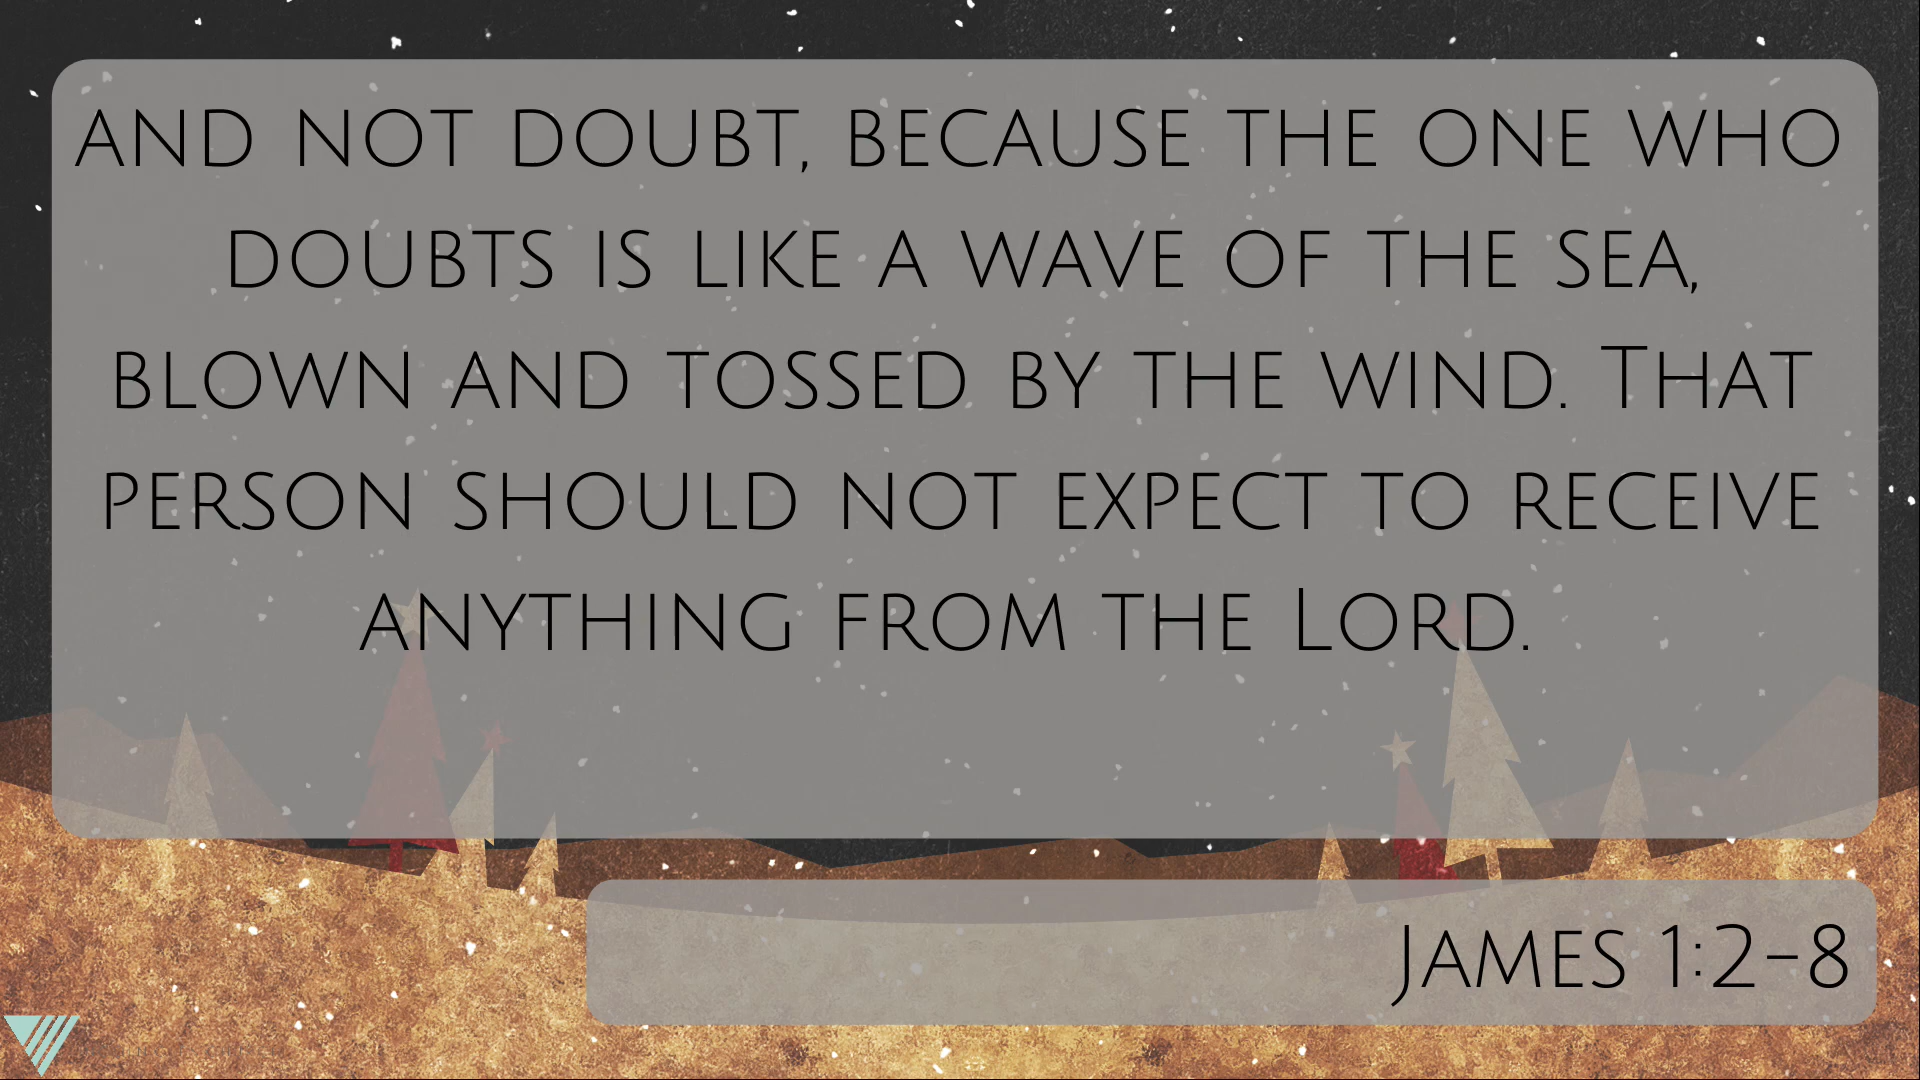 and not doubt, because the one who
doubts is like a wave of the sea,
blown and tossed by the wind. That
person should not expect to receive
anything from the Lord.
James 1:2-8